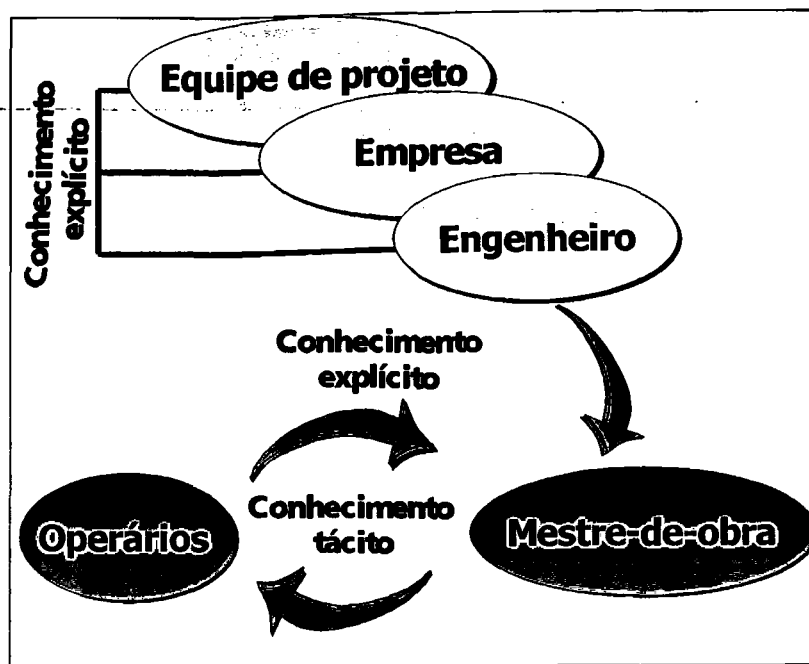 Equipe de projeto
Empresa
Engenheiro
Conhecimento
explícito
Conhecimento
explícito
Operários
Conhecimento
tácito
Mestre-de-obra